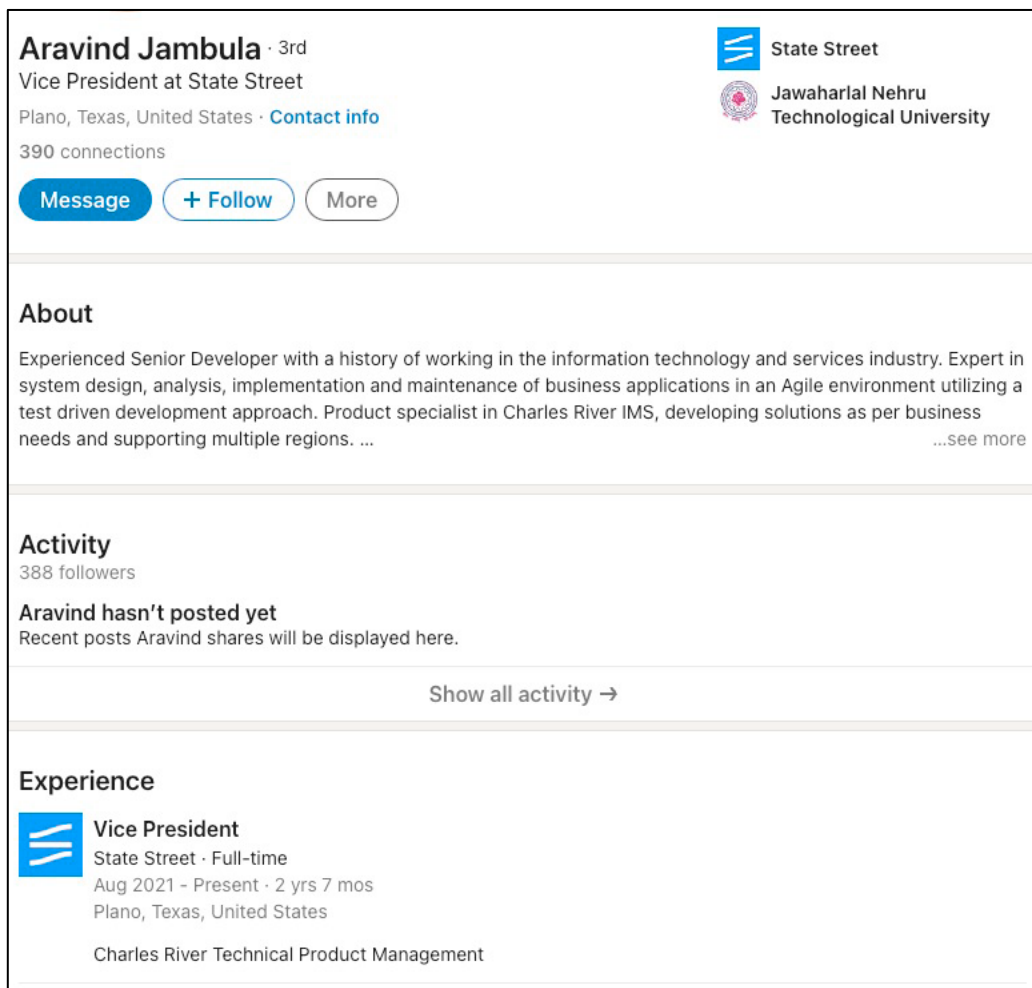 Aravind Jambula · 3rd
Vice President at State Street
Plano, Texas, United States · Contact info
390 connections
Message
+ Follow
More
State Street
Jawaharlal Nehru
Technological University
About
Experienced Senior Developer with a history of working in the information technology and services industry. Expert in
system design, analysis, implementation and maintenance of business applications in an Agile environment utilizing a
test driven development approach. Product specialist in Charles River IMS, developing solutions as per business
needs and supporting multiple regions. ...
...see more
Activity
388 followers
Aravind hasn't posted yet
Recent posts Aravind shares will be displayed here.
Show all activity →
Experience
Vice President
State Street · Full-time
Aug 2021 - Present · 2 yrs 7 mos
Plano, Texas, United States
Charles River Technical Product Management